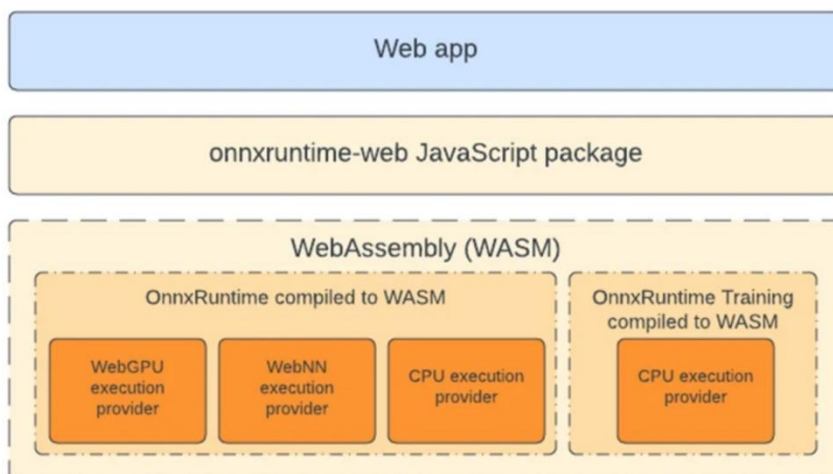 Web app
onnxruntime-web JavaScript package
WebAssembly (WASM)
OnnxRuntime compiled to WASM
WebGPU
execution
provider
WebNN
execution
provider
CPU execution
provider
OnnxRuntime Training
compiled to WASM
CPU execution
provider